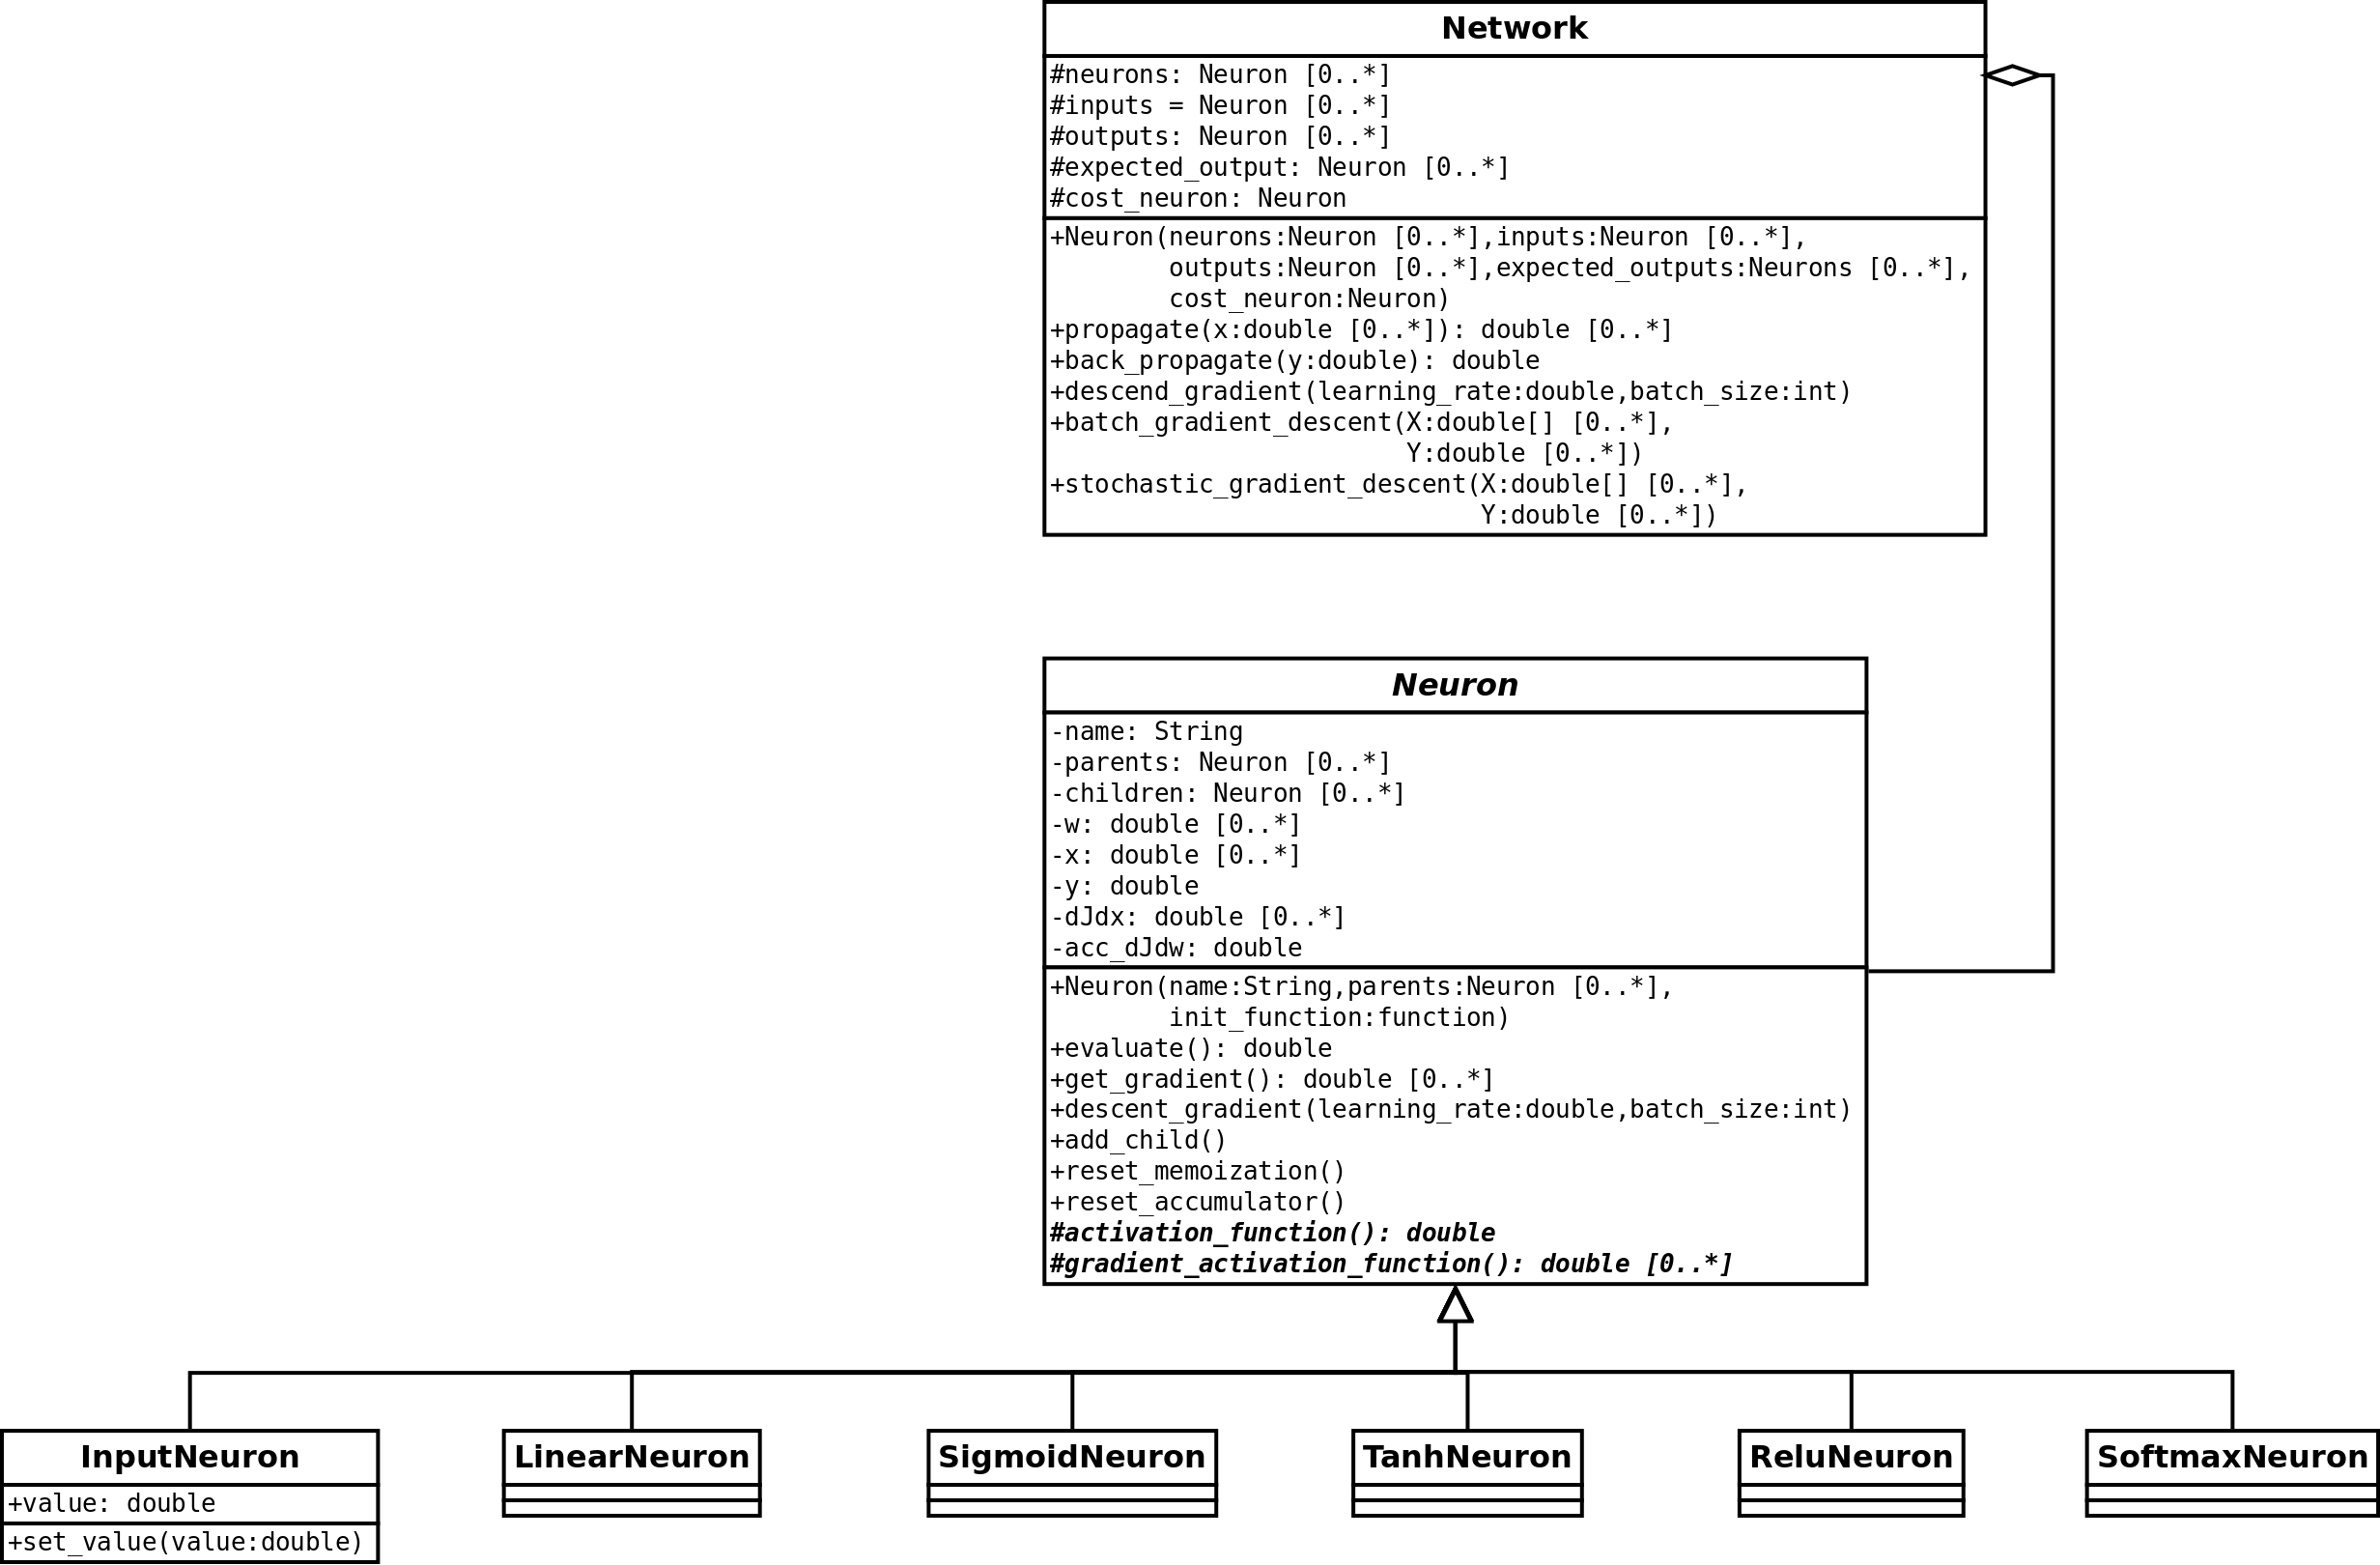 Network
#neurons: Neuron [0..*]
#inputs = Neuron [0..*]
#outputs: Neuron [0..*]
#expected_output: Neuron [0..*]
#cost_neuron: Neuron
+Neuron(neurons:Neuron [0..*],inputs:Neuron [0..*],
outputs:Neuron [0..*],expected_outputs:Neurons [0..*],
cost_neuron:Neuron)
+propagate(x:double [0..*]): double [0..*]
+back_propagate(y:double): double
+descend_gradient(learning_rate:double,batch_size:int)
+batch_gradient_descent(X:double[] [0..*],
Y:double [0..*])
+stochastic_gradient_descent(X:double[] [0..*],
Y:double [0..*])
Neuron
-name: String
-parents: Neuron [0..*]
-children: Neuron [0..*]
-w: double [0..*]
-x: double [0..*]
-y: double
-dJdx: double [0..*]
-acc_dJdw: double
+Neuron(name:String,parents:Neuron [0..*],
init_function:function)
+evaluate(): double
+get_gradient(): double [0..*]
+descent_gradient(learning_rate:double,batch_size:int)
+add_child()
+reset_memoization()
+reset_accumulator()
#activation_function(): double
#gradient_activation_function(): double [0..*]
InputNeuron
+value: double
+set_value(value:double)
LinearNeuron
SigmoidNeuron
TanhNeuron
ReluNeuron
SoftmaxNeuron